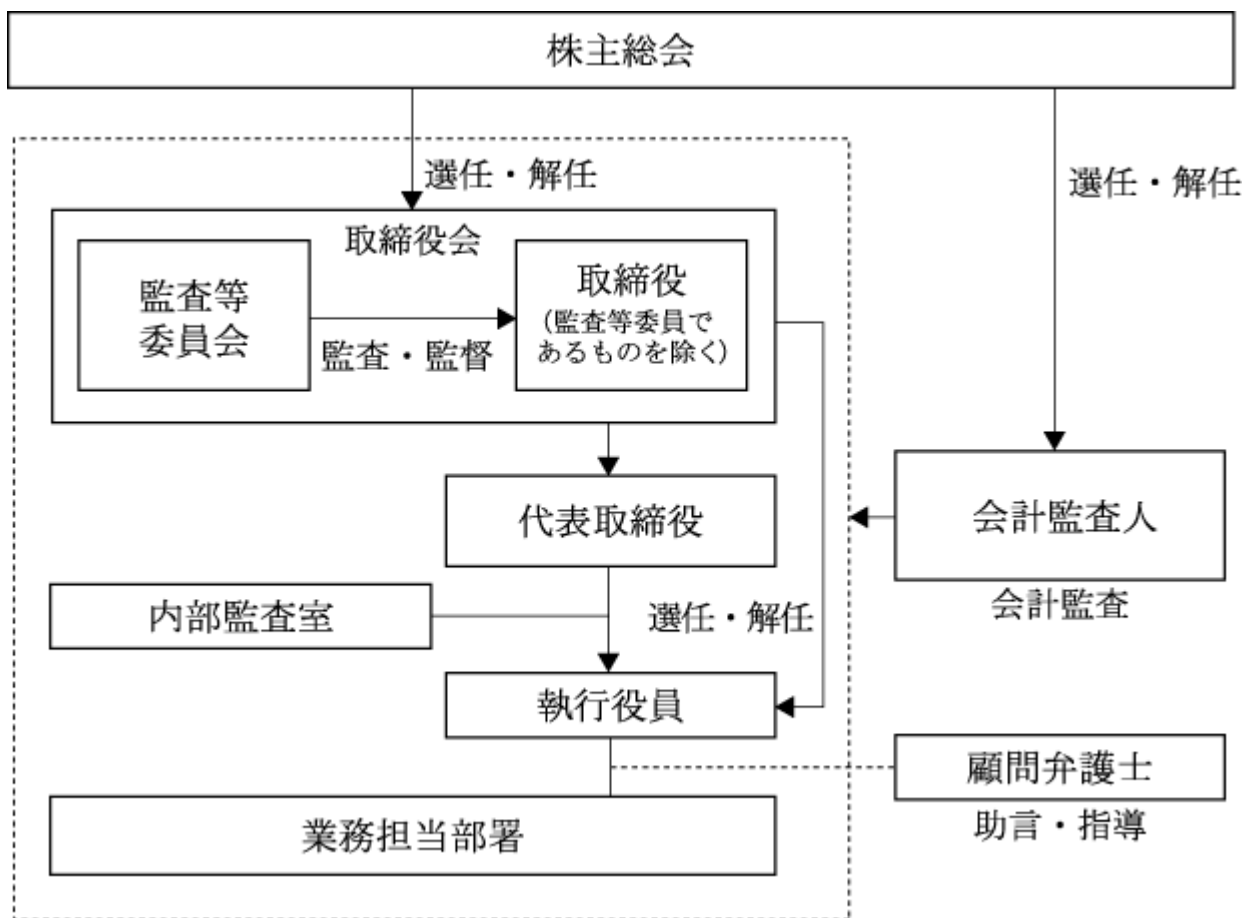 株主総会
選任・解任
選任・解任
取締役会
監査等
委員会
監査・監督
取締役
(監査等委員で
あるものを除く)
代表取締役
会計監査人
会計監査
内部監査室
選任・解任
執行役員
顧問弁護士
助言・指導
業務担当部署